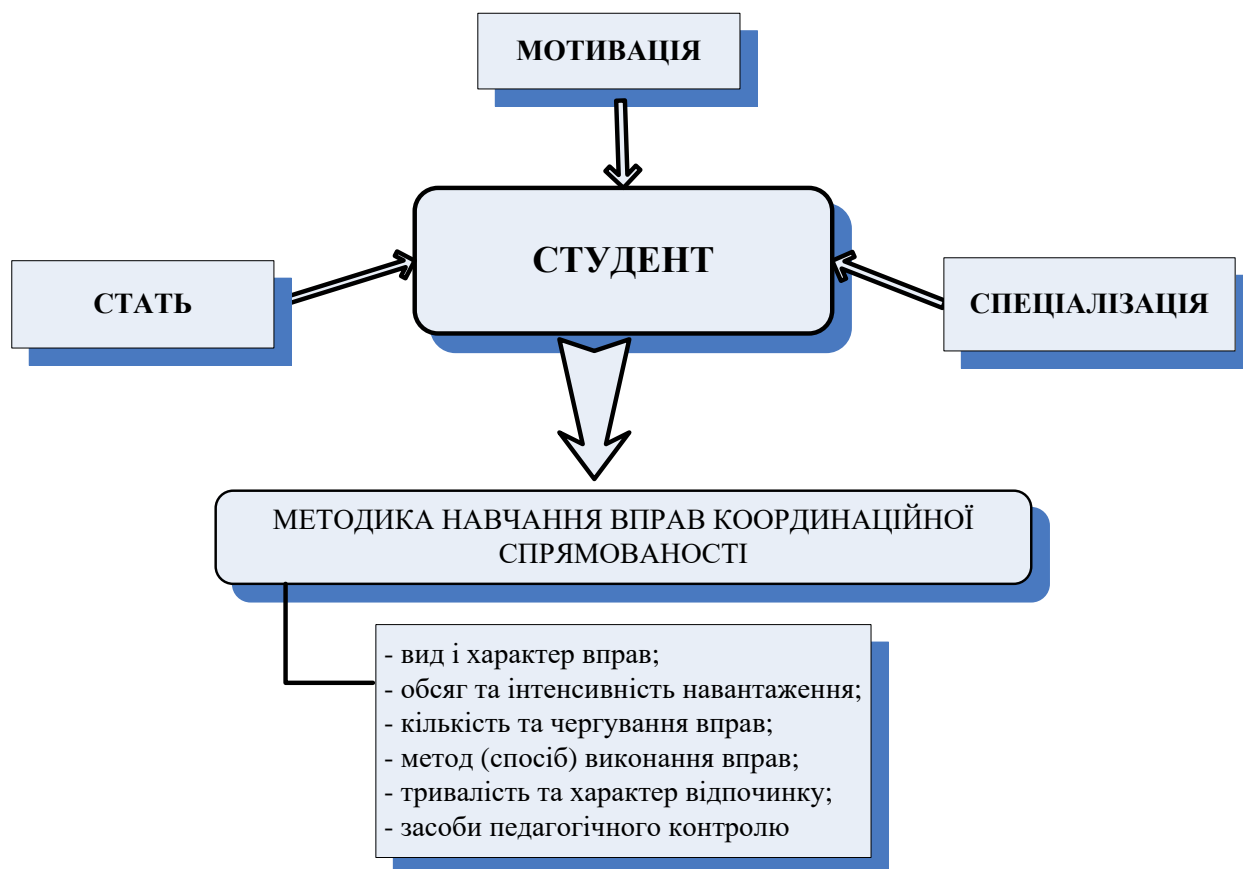 МОТИВАЦІЯ
СТУДЕНТ
СТАТЬ
СПЕЦІАЛІЗАЦІЯ
МЕТОДИКА НАВЧАННЯ ВПРАВ КООРДИНАЦІЙНОЇ
СПРЯМОВАНОСТІ
- вид і характер вправ;
- обсяг та інтенсивність навантаження;
- кількість та чергування вправ;
- метод (спосіб) виконання вправ;
- тривалість та характер відпочинку;
- засоби педагогічного контролю